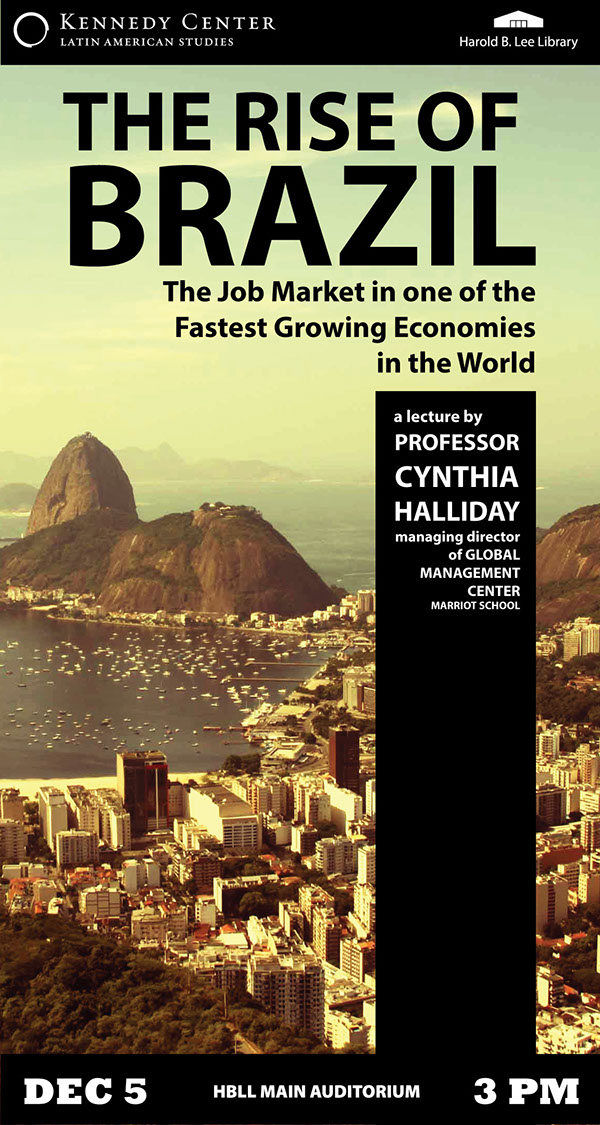 KENNEDY CENTER
LATIN AMERICAN STUDIES
Harold B. Lee Library
THE RISE OF
BRAZIL
The Job Market in one of the
Fastest Growing Economies
in the World
a lecture by
PROFESSOR
CYNTHIA
HALLIDAY
managing director
of GLOBAL
MANAGEMENT
CENTER
MARRIOT SCHOOL
DEC 5
HBLL MAIN AUDITORIUM
3 PM